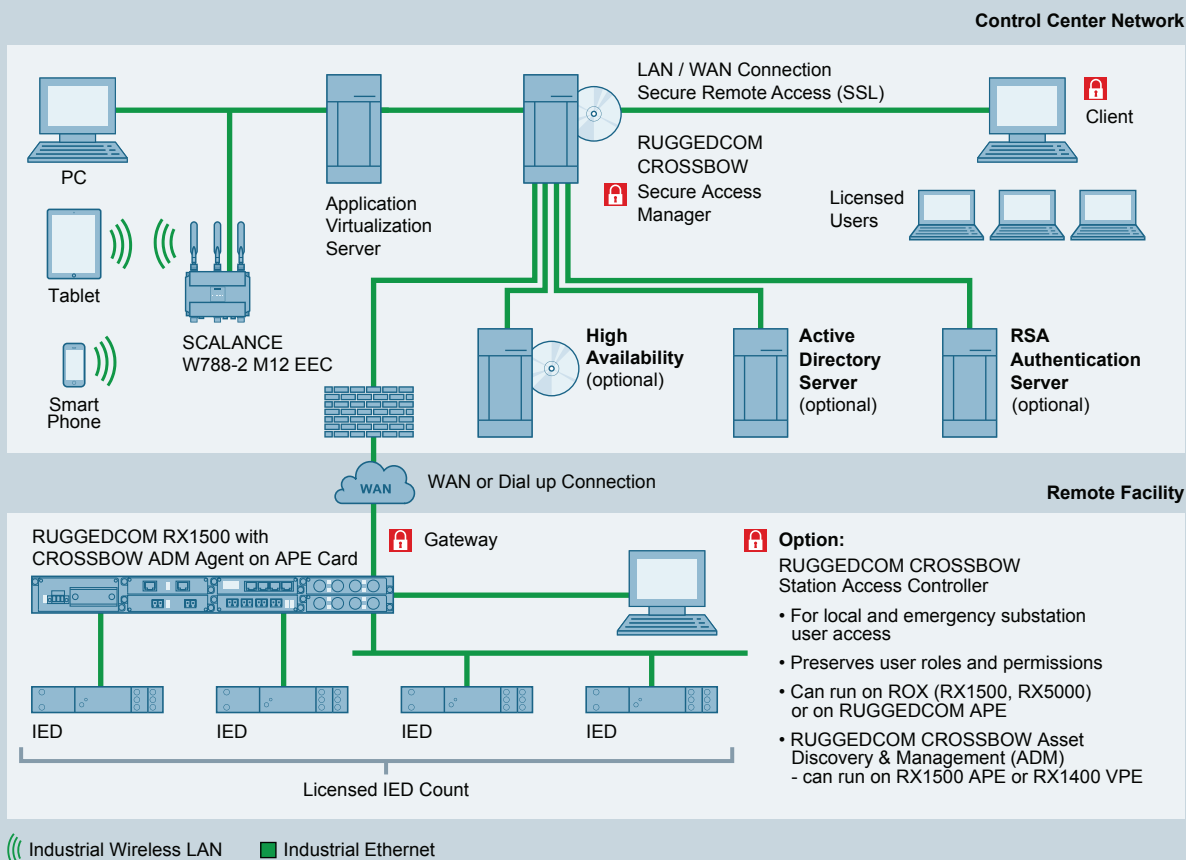 Control Center Network
PC
Tablet
Smart
Phone
SCALANCE
W788-2 M12 EEC
Application
Virtualization
Server
LAN / WAN Connection
Secure Remote Access (SSL)
RUGGEDCOM
CROSSBOW
Secure Access
Manager
Client
Licensed
Users
High
Availability
(optional)
Active
Directory
Server
(optional)
RSA
Authentication
Server
(optional)
WAN
WAN or Dial up Connection
Remote Facility
RUGGEDCOM RX1500 with
CROSSBOW ADM Agent on APE Card
Gateway
IED
IED
IED
IED
Licensed IED Count
Option:
RUGGEDCOM CROSSBOW
Station Access Controller
• For local and emergency substation
user access
• Preserves user roles and permissions
• Can run on ROX (RX1500, RX5000)
or on RUGGEDCOM APE
• RUGGEDCOM CROSSBOW Asset
Discovery & Management (ADM)
- can run on RX1500 APE or RX1400 VPE
Industrial Wireless LAN
Industrial Ethernet